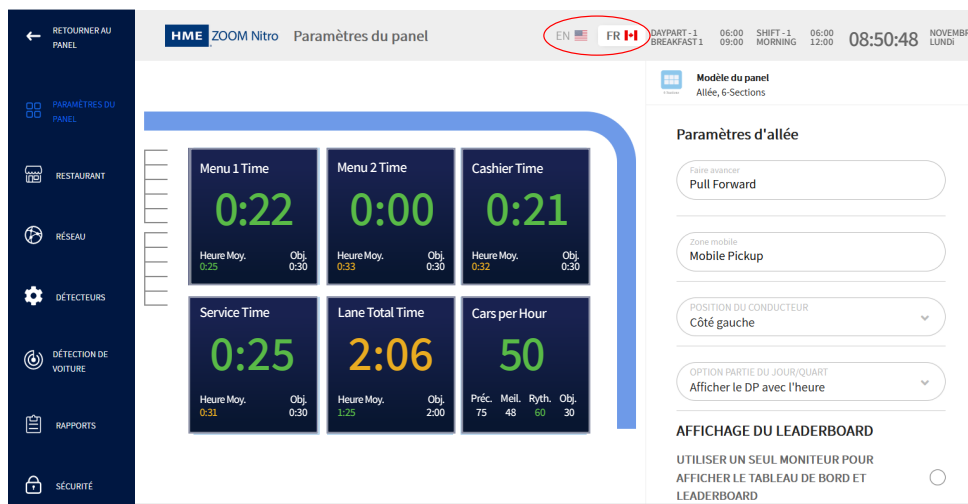 RETOURNER AU
PANEL
HME ZOOM Nitro Paramètres du panel
EN FR
DAYPART - 1 06:00 SHIFT - 1 06:00
BREAKFAST 1 09:00 MORNING 12:00
08:50:48
NOVEMBR
LUNDi
PARAMÈTRES DU
PANEL
RESTAURANT
RÉSEAU
DÉTECTEURS
DÉTECTION DE
VOITURE
RAPPORTS
SÉCURITÉ
Menu 1 Time
0:22
Heure Moy. Obj.
0:25 0:30
Menu 2 Time
0:00
Heure Moy. Obj.
0:33 0:30
Cashier Time
0:21
Heure Moy. Obj.
0:32 0:30
Service Time
0:25
Heure Moy. Obj.
0:31 0:30
Lane Total Time
2:06
Heure Moy. Obj.
1:25 2:00
Cars per Hour
50
Préc. Meil. Ryth. Obj.
75 48 60 30
Modèle du panel
Allée, 6-Sections
Paramètres d'allée
Faire avancer
Pull Forward
Zone mobile
Mobile Pickup
POSITION DU CONDUCTEUR
Côté gauche
OPTION PARTIE DU JOUR/QUART
Afficher le DP avec l'heure
AFFICHAGE DU LEADERBOARD
UTILISER UN SEUL MONITEUR POUR
AFFICHER LE TABLEAU DE BORD ET
LEADERBOARD